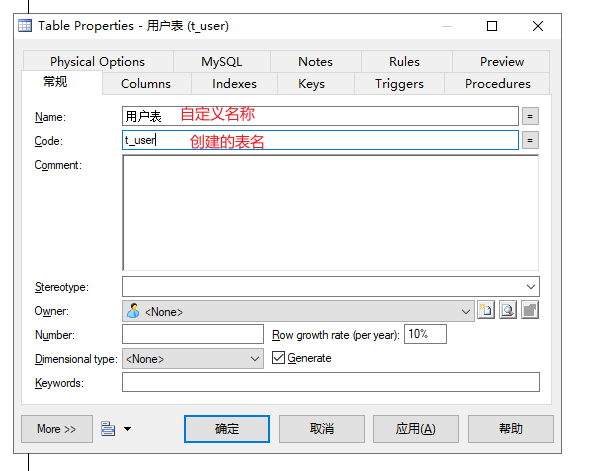 Table Properties - 用户表 (t_user)
Physical Options MySQL Notes Rules Preview
常规 Columns Indexes Keys Triggers Procedures
Name: 用户表 自定义名称 =
Code: t_user 创建的表名 =
Comment:
Stereotype:
Owner: <None>
Number: Row growth rate (per year): 10%
Dimensional type: <None> Generate
Keywords:
More >> 确定 取消 应用(A) 帮助